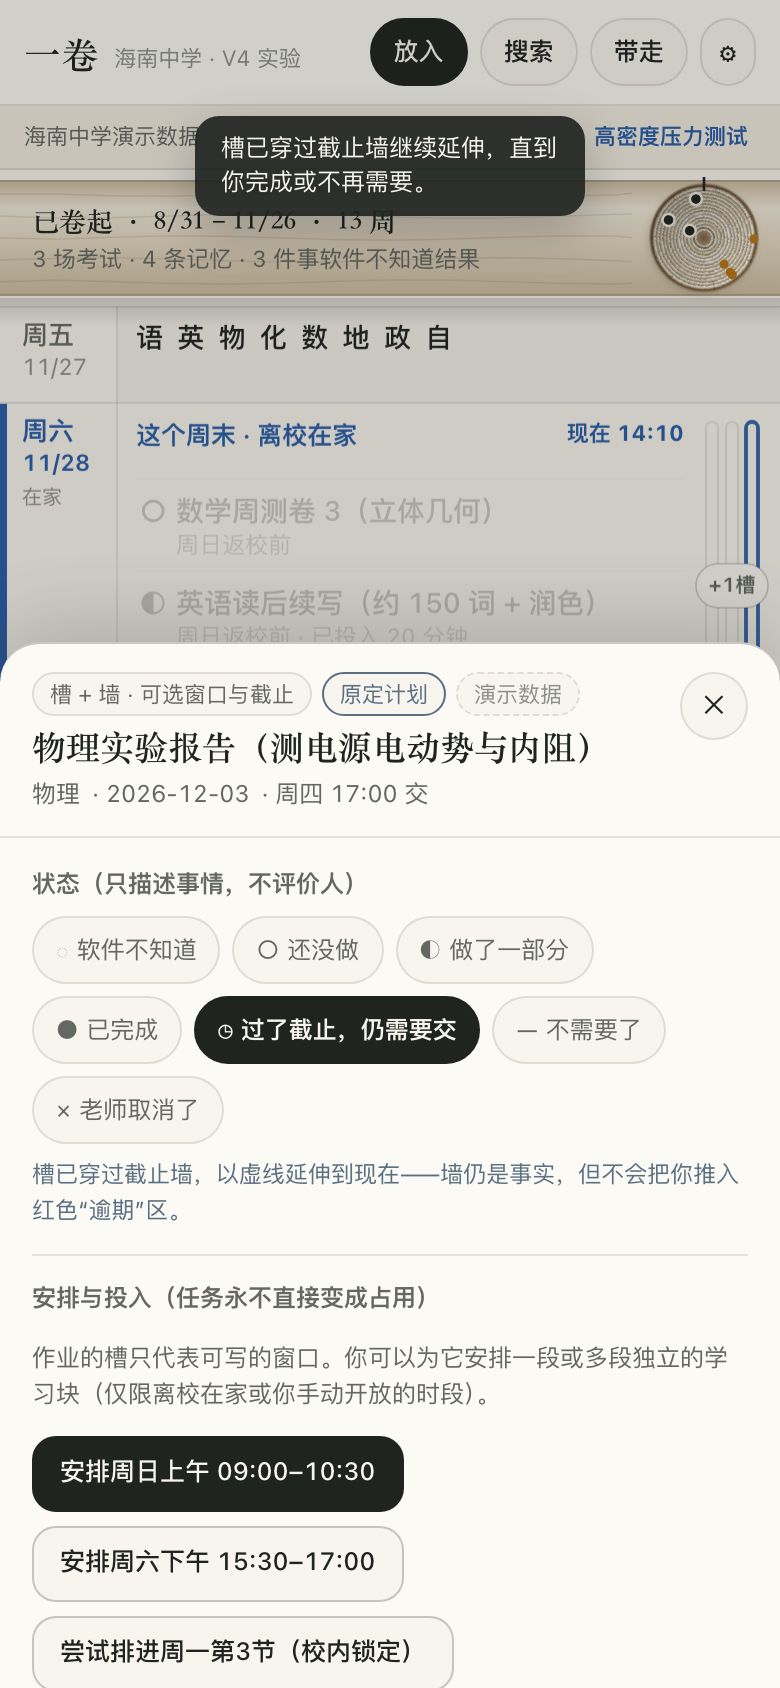 一卷 海南中学 · V4 实验 放入 搜索 带走 ⚙
海南中学演示数据 高密度压力测试
槽已穿过截止墙继续延伸，直到
你完成或不再需要。
已卷起 · 8/31 – 11/26 · 13 周
3 场考试 · 4 条记忆 · 3 件事软件不知道结果
周五 语 英 物 化 数 地 政 自
11/27
周六 这个周末 · 离校在家 现在 14:10
11/28
在家
数学周测卷 3（立体几何）
周日返校前
+1槽
英语读后续写（约 150 词 + 润色）
周日返校前 · 已投入 20 分钟
槽 + 墙 · 可选窗口与截止 原定计划 演示数据
物理实验报告（测电源电动势与内阻）
物理 · 2026-12-03 · 周四 17:00 交
状态（只描述事情，不评价人）
◌ 软件不知道 ○ 还没做 ◐ 做了一部分
● 已完成 ◷ 过了截止，仍需要交 — 不需要了
× 老师取消了
槽已穿过截止墙，以虚线延伸到现在——墙仍是事实，但不会把你推入
红色“逾期”区。
安排与投入（任务永不直接变成占用）
作业的槽只代表可写的窗口。你可以为它安排一段或多段独立的学
习块（仅限离校在家或你手动开放的时段）。
安排周日上午 09:00–10:30
安排周六下午 15:30–17:00
尝试排进周一第3节（校内锁定）